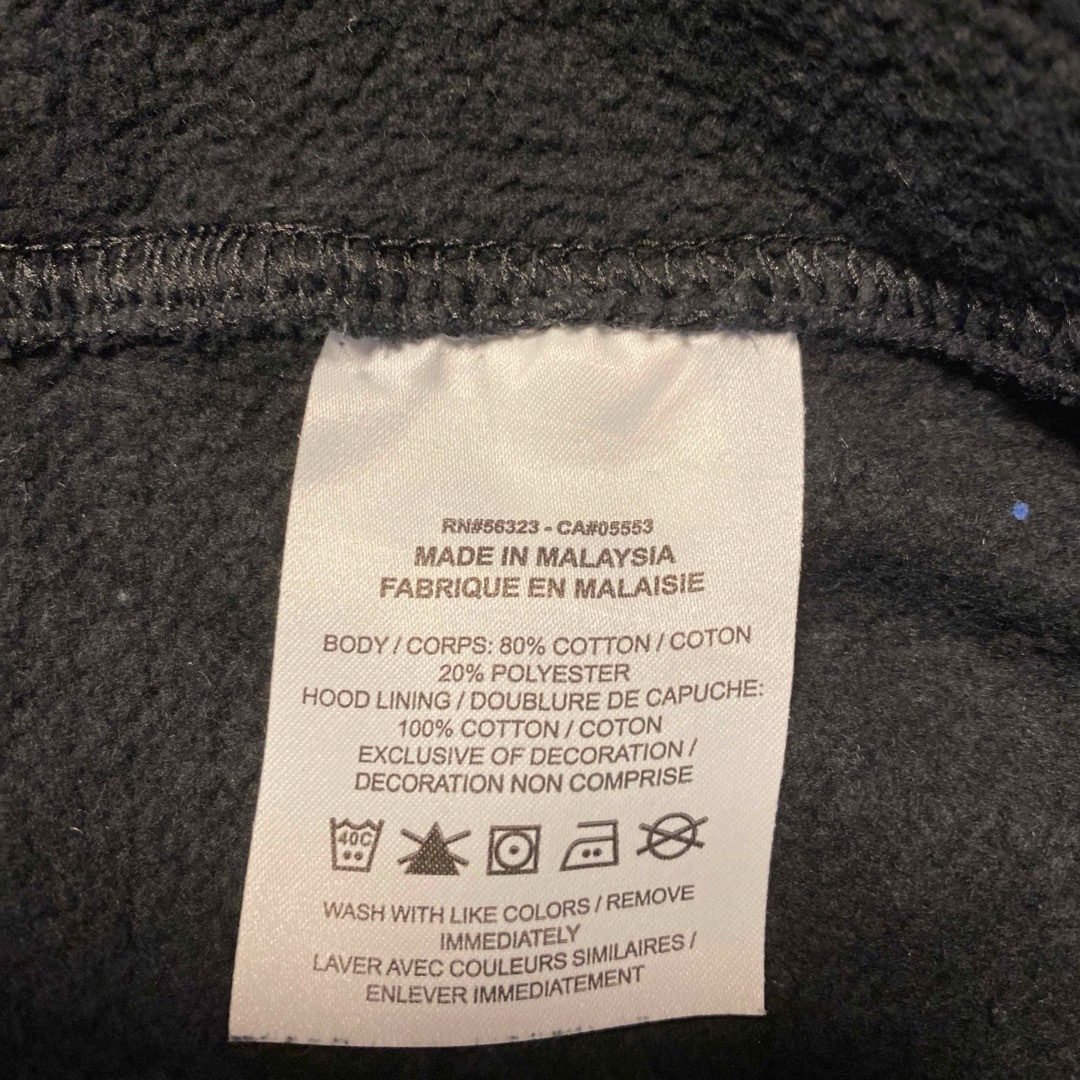 RN#56323 - CA#05553
MADE IN MALAYSIA
FABRIQUE EN MALAISIE
BODY / CORPS: 80% COTTON / COTON
20% POLYESTER
HOOD LINING / DOUBLURE DE CAPUCHE:
100% COTTON / COTON
EXCLUSIVE OF DECORATION /
DECORATION NON COMPRISE
40C
WASH WITH LIKE COLORS / REMOVE
IMMEDIATELY
LAVER AVEC COULEURS SIMILAIRES /
ENLEVER IMMEDIATEMENT